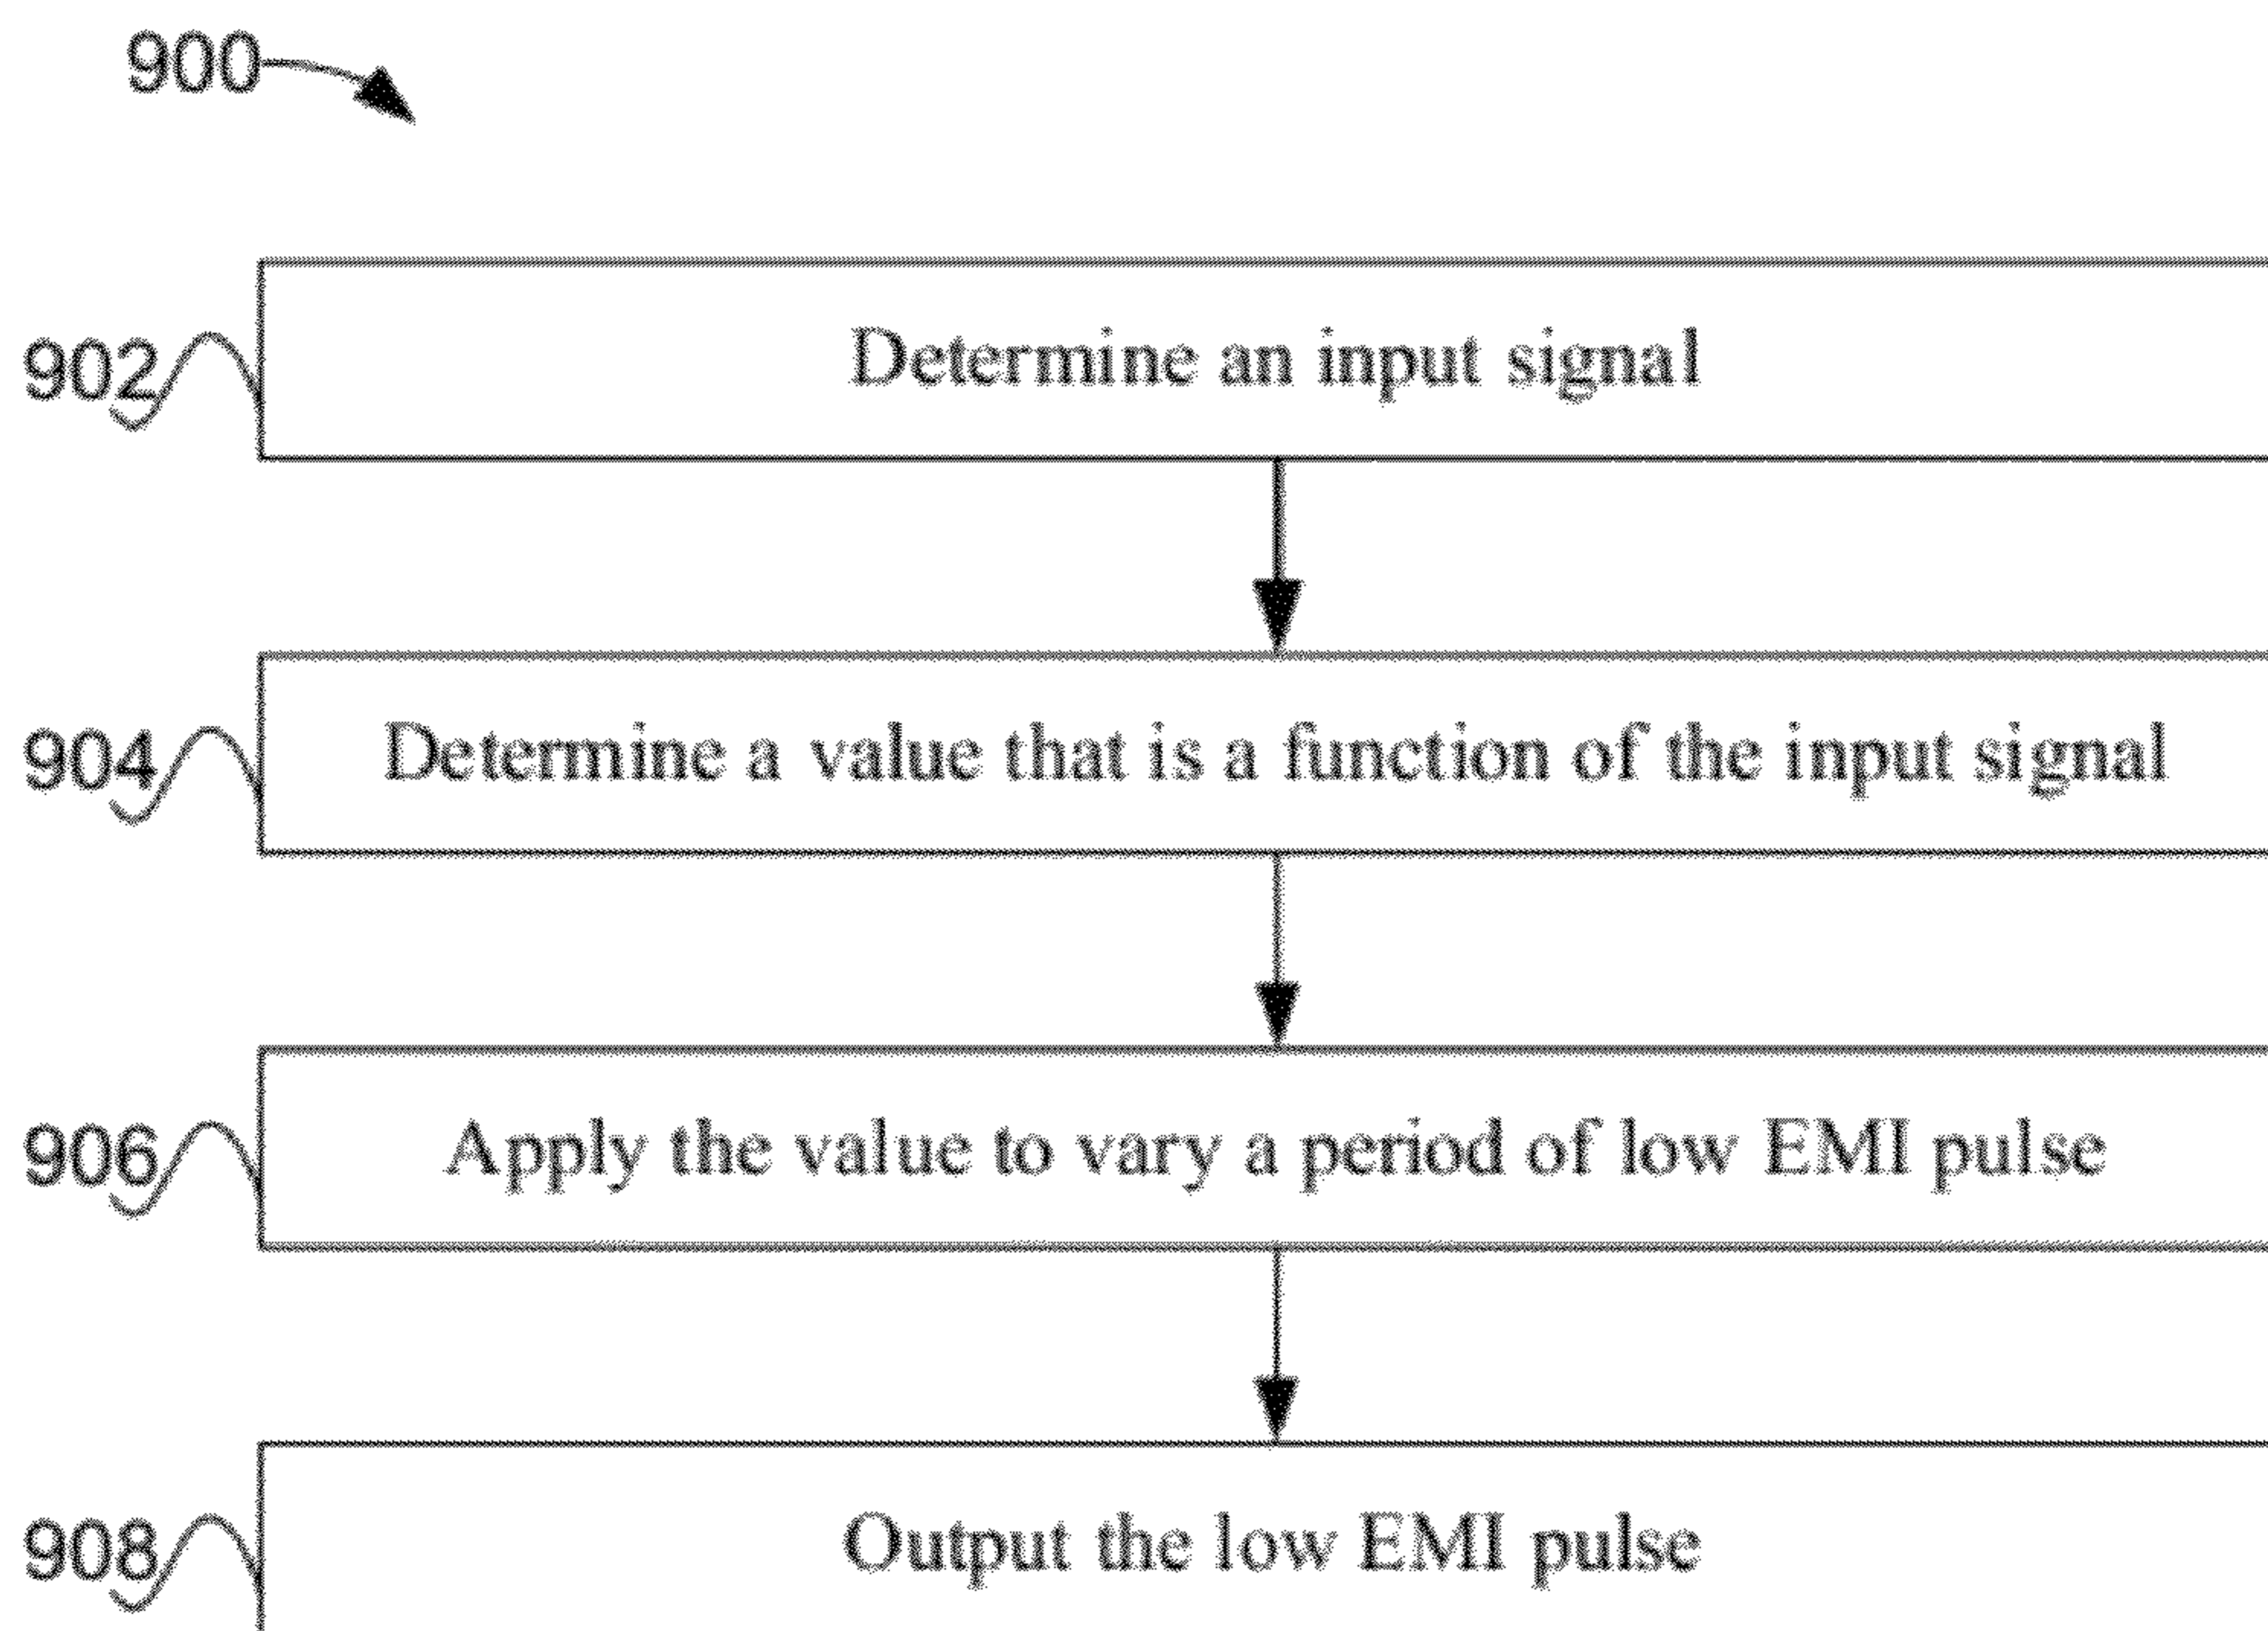 900
902
Determine an input signal
904
Determine a value that is a function of the input signal
906
Apply the value to vary a period of low EMI pulse
908
Output the low EMI pulse